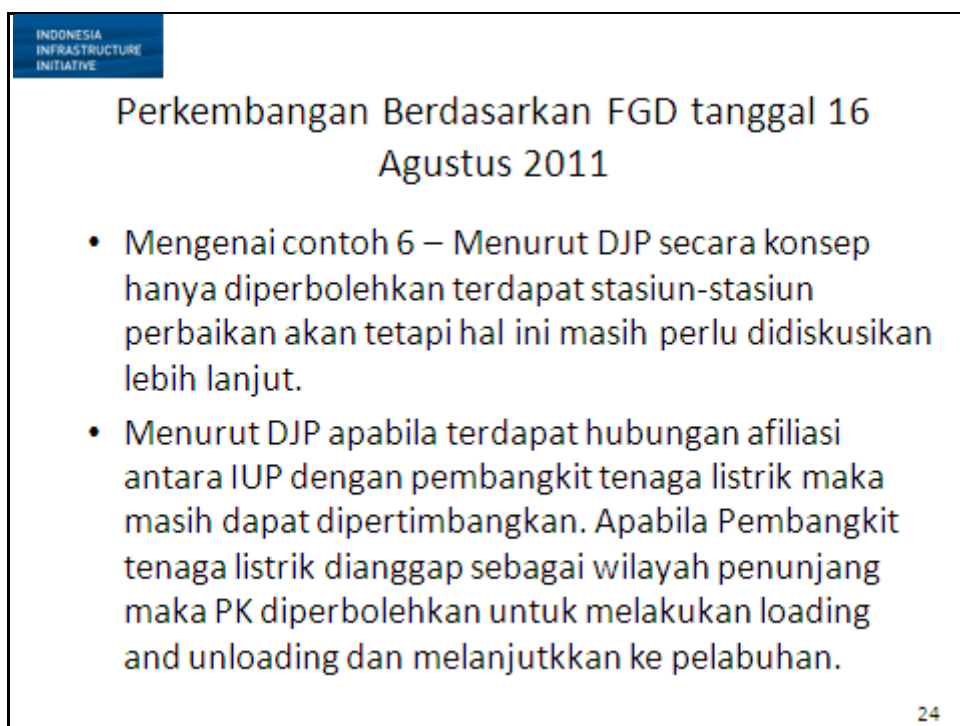 INDONESIA
INFRASTRUCTURE
INITIATIVE
Perkembangan Berdasarkan FGD tanggal 16
Agustus 2011
• Mengenai contoh 6 – Menurut DJP secara konsep
hanya diperbolehkan terdapat stasiun-stasiun
perbaikan akan tetapi hal ini masih perlu didiskusikan
lebih lanjut.
• Menurut DJP apabila terdapat hubungan afiliasi
antara IUP dengan pembangkit tenaga listrik maka
masih dapat dipertimbangkan. Apabila Pembangkit
tenaga listrik dianggap sebagai wilayah penunjang
maka PK diperbolehkan untuk melakukan loading
and unloading dan melanjutkkan ke pelabuhan.
24